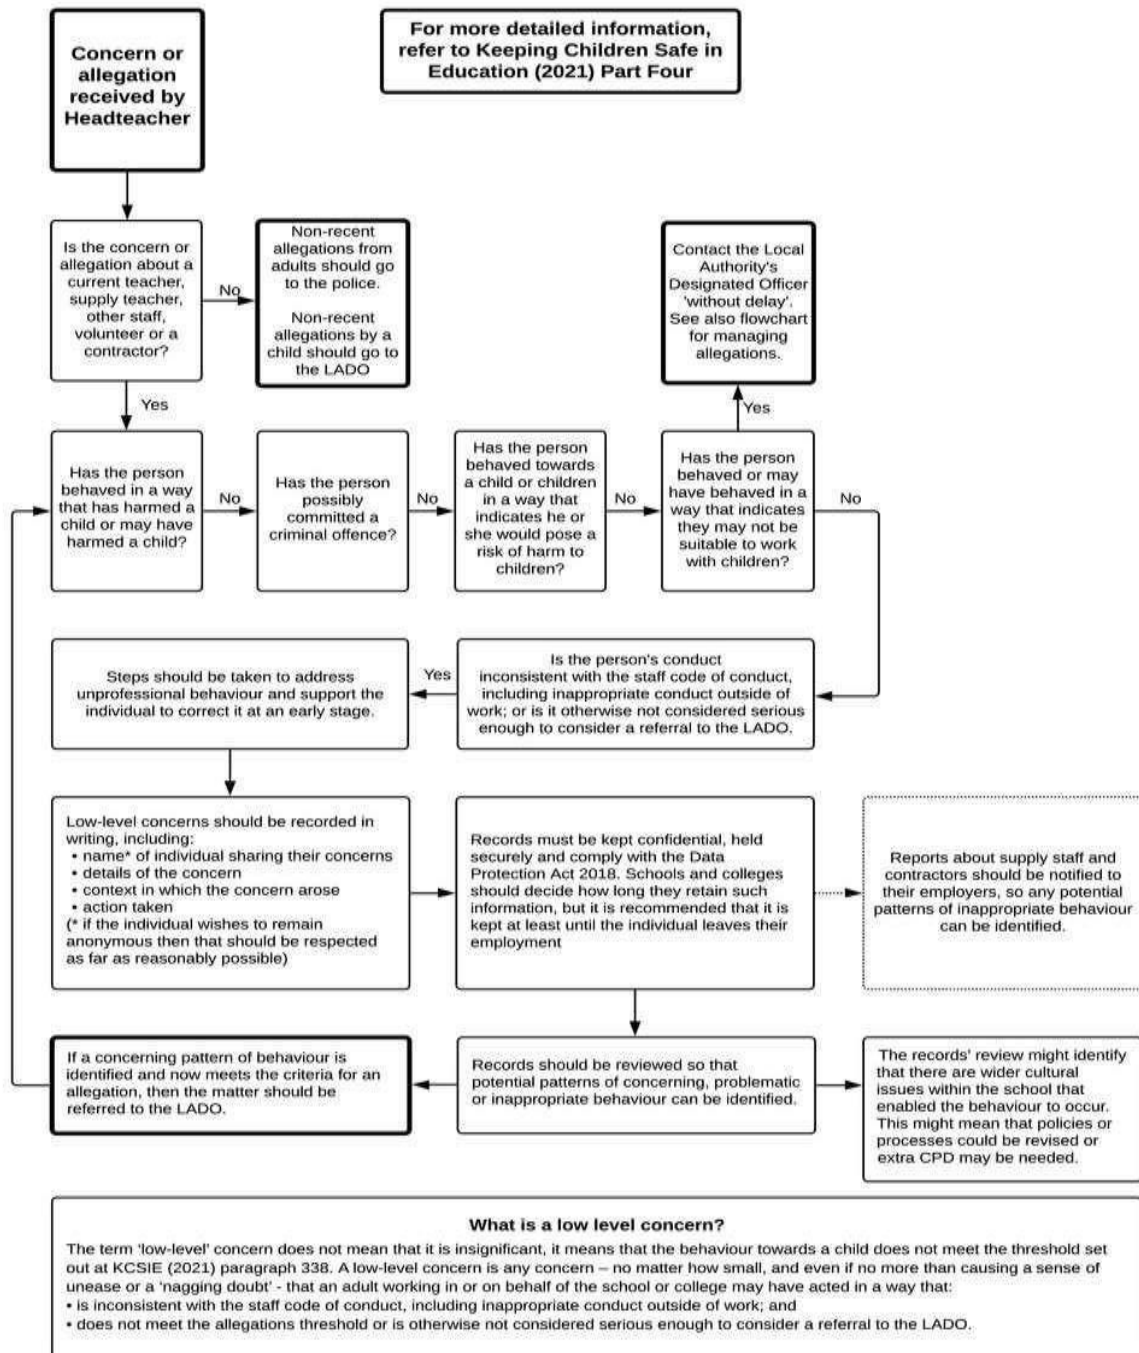 Concern or
allegation
received by
Headteacher
For more detailed information,
refer to Keeping Children Safe in
Education (2021) Part Four
Is the concern or
allegation about a
current teacher,
supply teacher,
other staff,
volunteer or a
contractor?
No
Non-recent
allegations from
adults should go
to the police.
Non-recent
allegations by a
child should go to
the LADO
Contact the Local
Authority's
Designated Officer
'without delay'.
See also flowchart
for managing
allegations.
Yes
Yes
Has the person
behaved in a way
that has harmed a
child or may have
harmed a child?
No
Has the person
possibly
committed a
criminal offence?
No
Has the person
behaved towards
a child or children
in a way that
indicates he or
she would pose a
risk of harm to
children?
No
Has the person
behaved or may
have behaved in a
way that indicates
they may not be
suitable to work
with children?
No
Steps should be taken to address
unprofessional behaviour and support the
individual to correct it at an early stage.
Yes
Is the person's conduct
inconsistent with the staff code of conduct,
including inappropriate conduct outside of
work; or is it otherwise not considered serious
enough to consider a referral to the LADO.
Low-level concerns should be recorded in
writing, including:
• name* of individual sharing their concerns
• details of the concern
• context in which the concern arose
• action taken
(* if the individual wishes to remain
anonymous then that should be respected
as far as reasonably possible)
Records must be kept confidential, held
securely and comply with the Data
Protection Act 2018. Schools and colleges
should decide how long they retain such
information, but it is recommended that it is
kept at least until the individual leaves their
employment
Reports about supply staff and
contractors should be notified to
their employers, so any potential
patterns of inappropriate behaviour
can be identified.
If a concerning pattern of behaviour is
identified and now meets the criteria for an
allegation, then the matter should be
referred to the LADO.
Records should be reviewed so that
potential patterns of concerning, problematic
or inappropriate behaviour can be identified.
The records' review might identify
that there are wider cultural
issues within the school that
enabled the behaviour to occur.
This might mean that policies or
processes could be revised or
extra CPD may be needed.
What is a low level concern?
The term 'low-level' concern does not mean that it is insignificant, it means that the behaviour towards a child does not meet the threshold set
out at KCSIE (2021) paragraph 338. A low-level concern is any concern – no matter how small, and even if no more than causing a sense of
unease or a 'nagging doubt' - that an adult working in or on behalf of the school or college may have acted in a way that:
• is inconsistent with the staff code of conduct, including inappropriate conduct outside of work; and
• does not meet the allegations threshold or is otherwise not considered serious enough to consider a referral to the LADO.